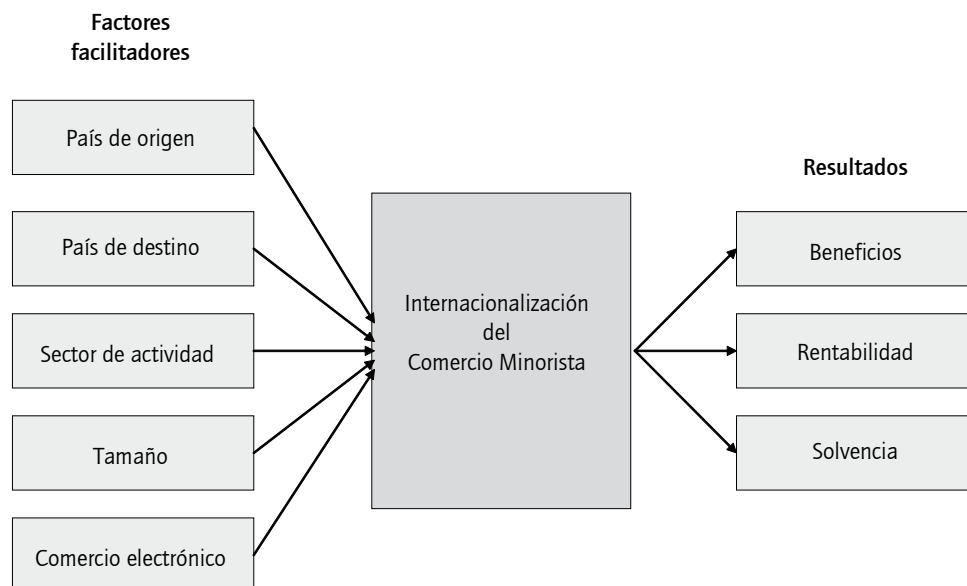 Factores
facilitadores
País de origen
País de destino
Sector de actividad
Tamaño
Comercio electrónico
Internacionalización
del
Comercio Minorista
Resultados
Beneficios
Rentabilidad
Solvencia